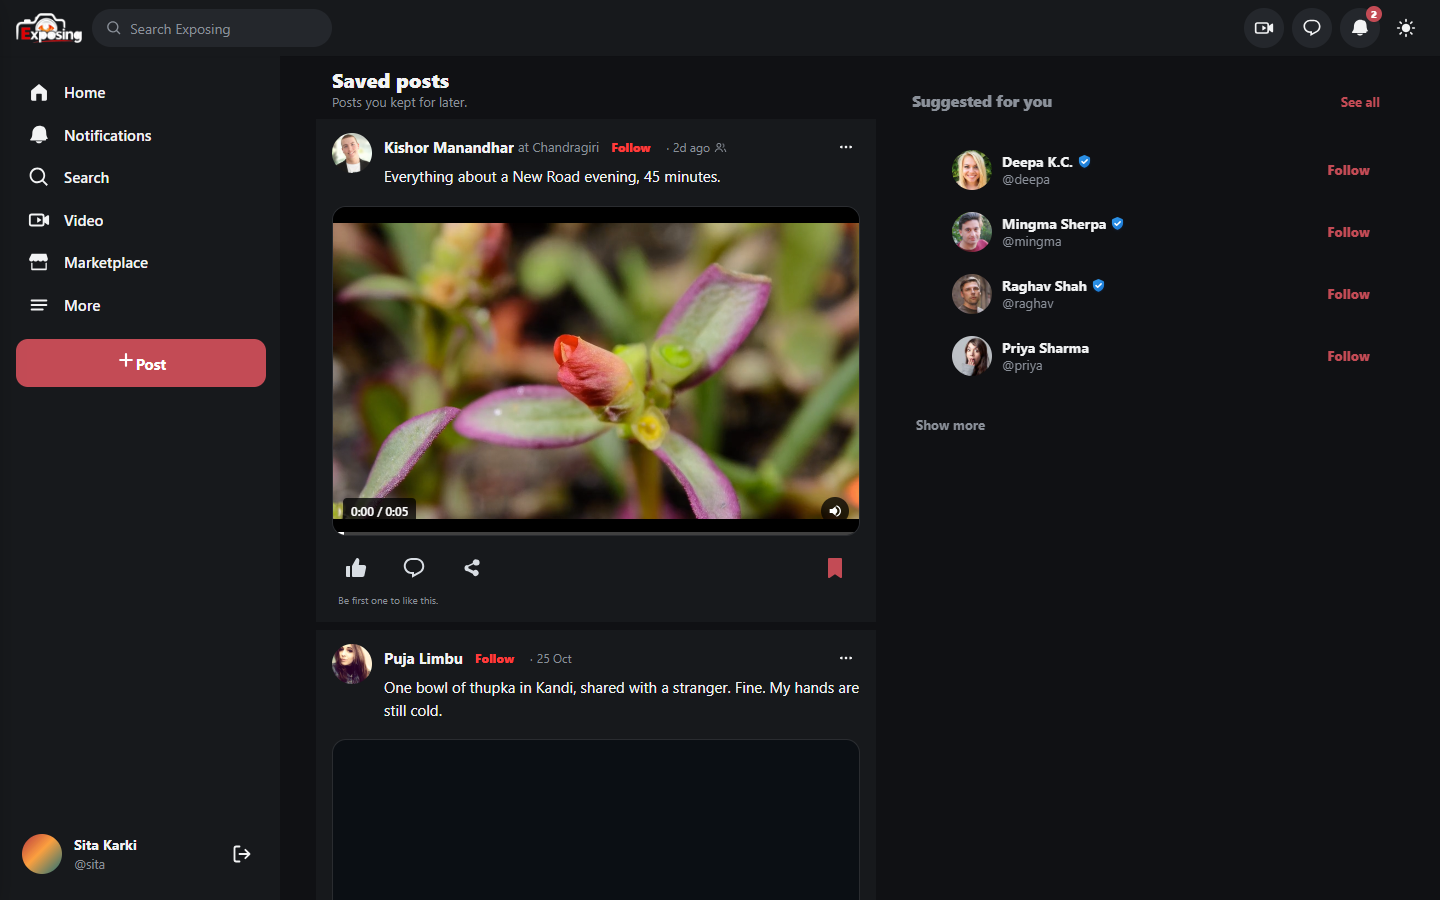 Exposing
Search Exposing
2
Home
Notifications
Search
Video
Marketplace
More
Post
Sita Karki
@sita
Saved posts
Posts you kept for later.
Kishor Manandhar at Chandragiri Follow · 2d ago
Everything about a New Road evening, 45 minutes.
0:00 / 0:05
Be first one to like this.
Puja Limbu Follow · 25 Oct
One bowl of thupka in Kandi, shared with a stranger. Fine. My hands are
still cold.
Suggested for you See all
Deepa K.C.
@deepa
Follow
Mingma Sherpa
@mingma
Follow
Raghav Shah
@raghav
Follow
Priya Sharma
@priya
Follow
Show more